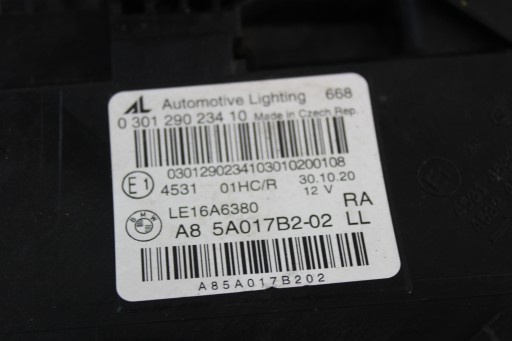 AL Automotive Lighting 668
0 301 290 234 10 Made in Czech Rep.
0301290234103010200108
E1 4531 01HC/R 30.10.20
12 V
BMW LE16A6380 RA
A8 5A017B2-02 LL
A85A017B202